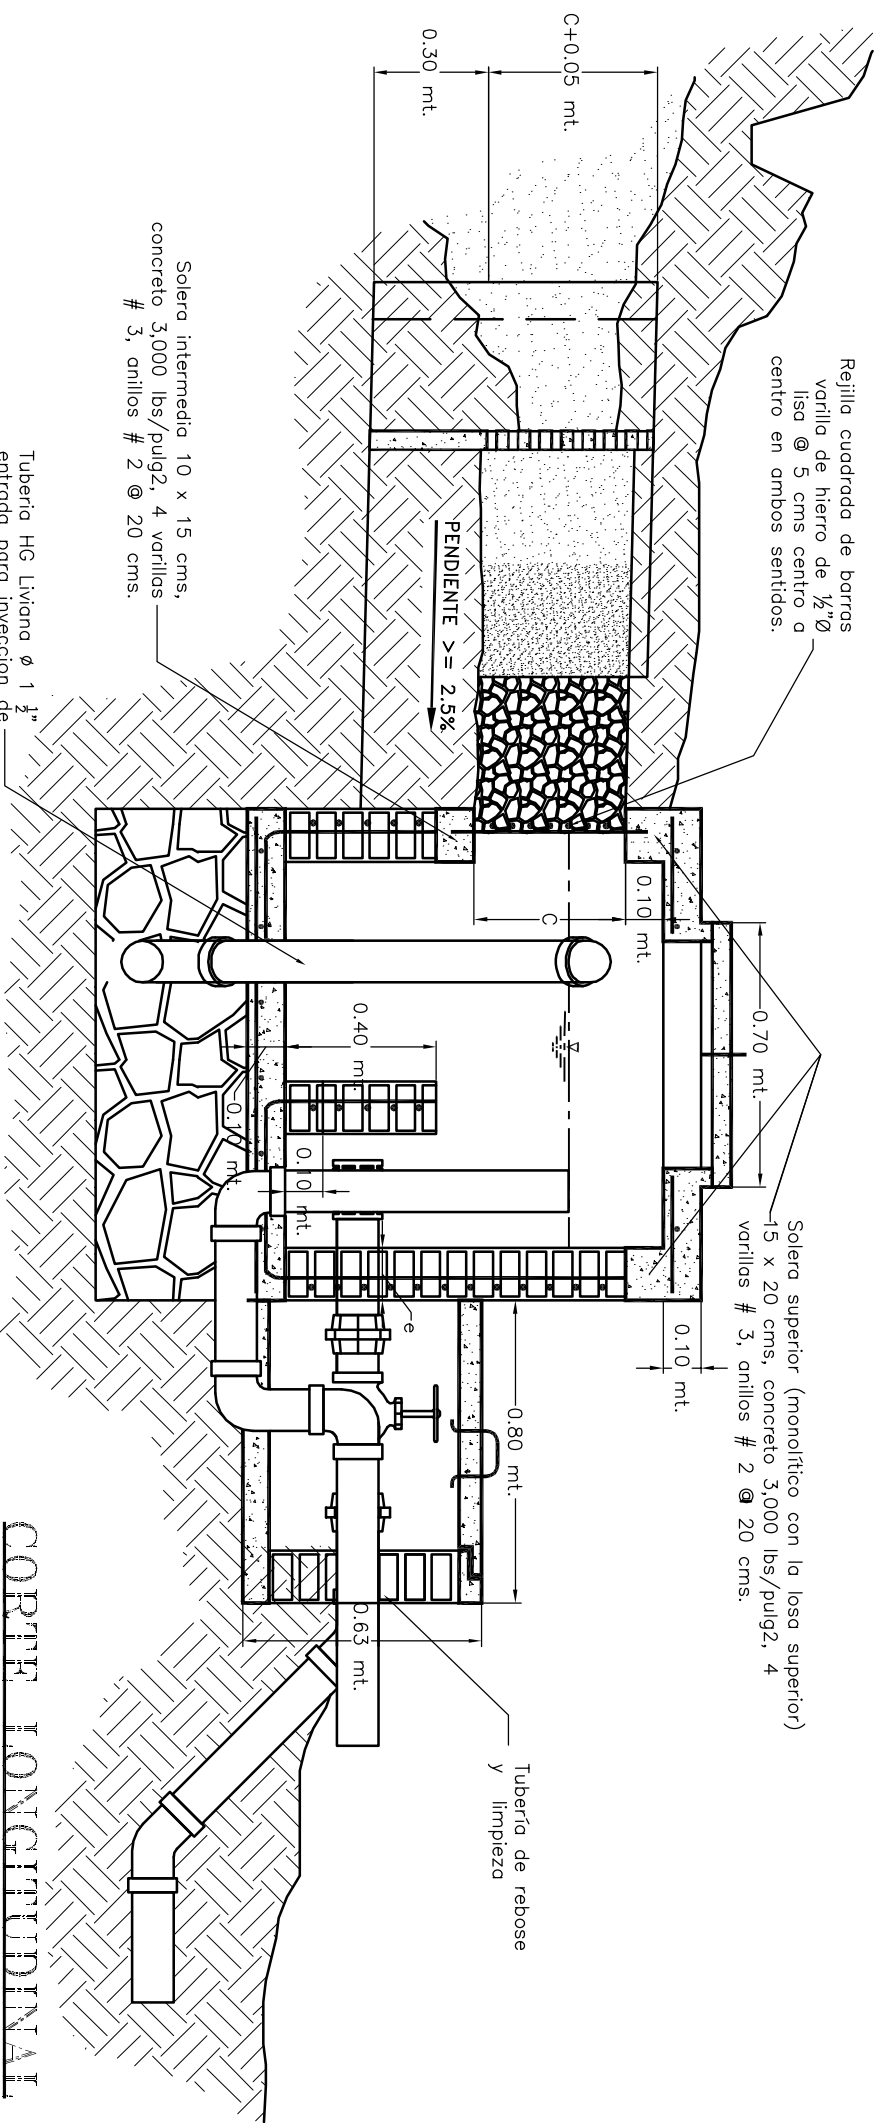 C+0.05 mt.
0.30 mt.
Rejilla cuadrada de barras
varilla de hierro de ½"Ø
lisa @ 5 cms centro a
centro en ambos sentidos.
Solera intermedia 10 x 15 cms,
concreto 3,000 lbs/pulg2, 4 varillas
# 3, anillos # 2 @ 20 cms.
PENDIENTE >= 2.5%
Tuberia HG Liviana ø 1 ½"
entrada para inyeccion de
0.10 mt.
C
0.70 mt.
0.40 mt.
0.10 mt.
0.10 mt.
e
Solera superior (monolítico con la losa superior)
15 x 20 cms, concreto 3,000 lbs/pulg2, 4
varillas # 3, anillos # 2 @ 20 cms.
0.10 mt.
0.80 mt.
0.63 mt.
Tubería de rebose
y limpieza
CORTE LONGITUDINAL